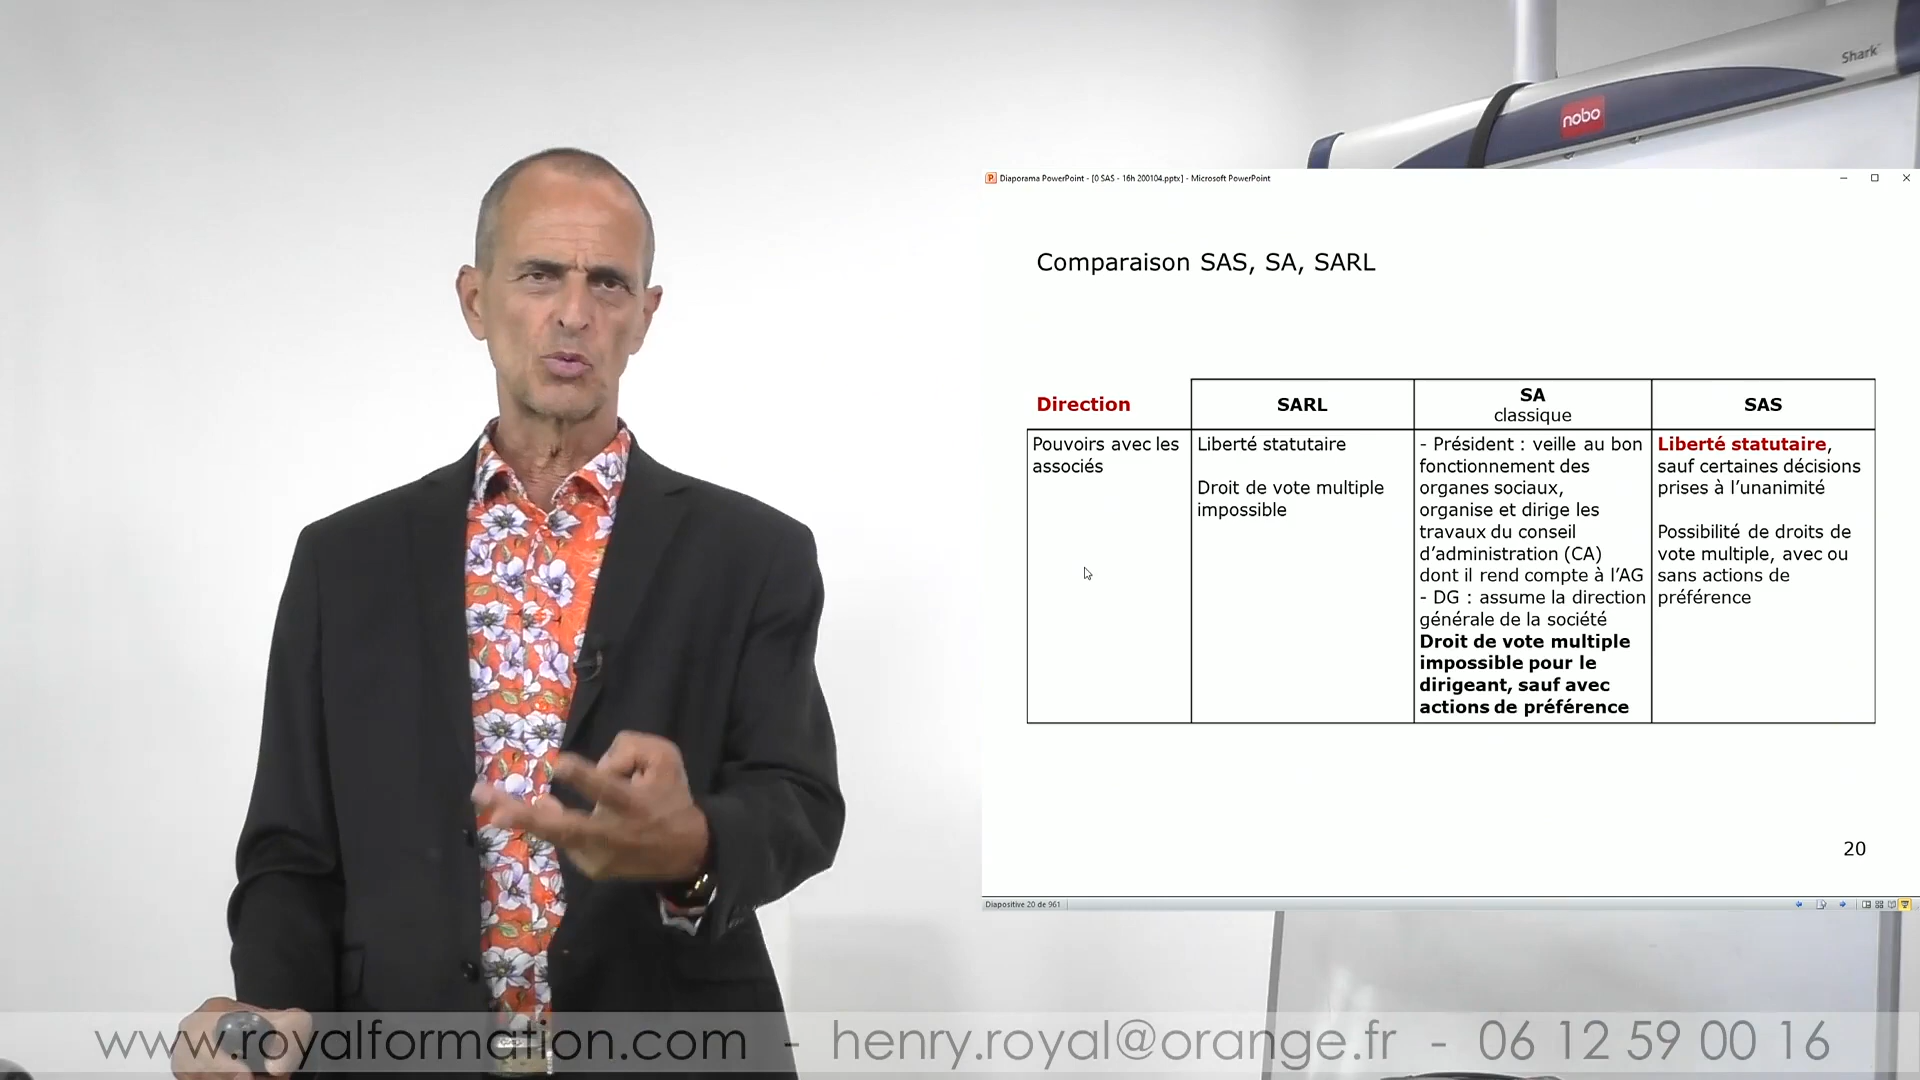 Shark
nobo
Diaporama PowerPoint - [0 SAS - 16h 200104.pptx] - Microsoft PowerPoint
Comparaison SAS, SA, SARL
Direction
SARL
SA
classique
SAS
Pouvoirs avec les
associés
Liberté statutaire
Droit de vote multiple
impossible
- Président : veille au bon
fonctionnement des
organes sociaux,
organise et dirige les
travaux du conseil
d’administration (CA)
dont il rend compte à l’AG
- DG : assume la direction
générale de la société
Droit de vote multiple
impossible pour le
dirigeant, sauf avec
actions de préférence
Liberté statutaire,
sauf certaines décisions
prises à l’unanimité
Possibilité de droits de
vote multiple, avec ou
sans actions de
préférence
20
Diapositive 20 de 961
www.royalformation.com - henry.royal@orange.fr - 06 12 59 00 16